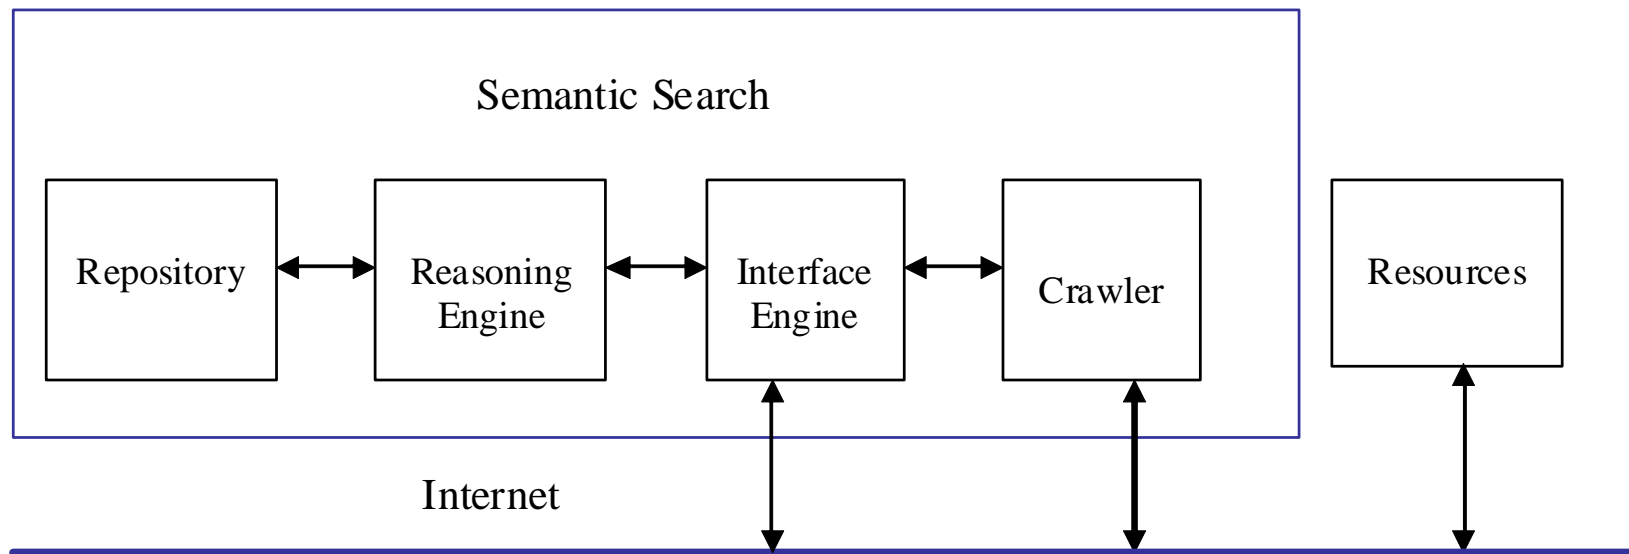 Semantic Search
Repository
Reasoning
Engine
Interface
Engine
Crawler
Resources
Internet